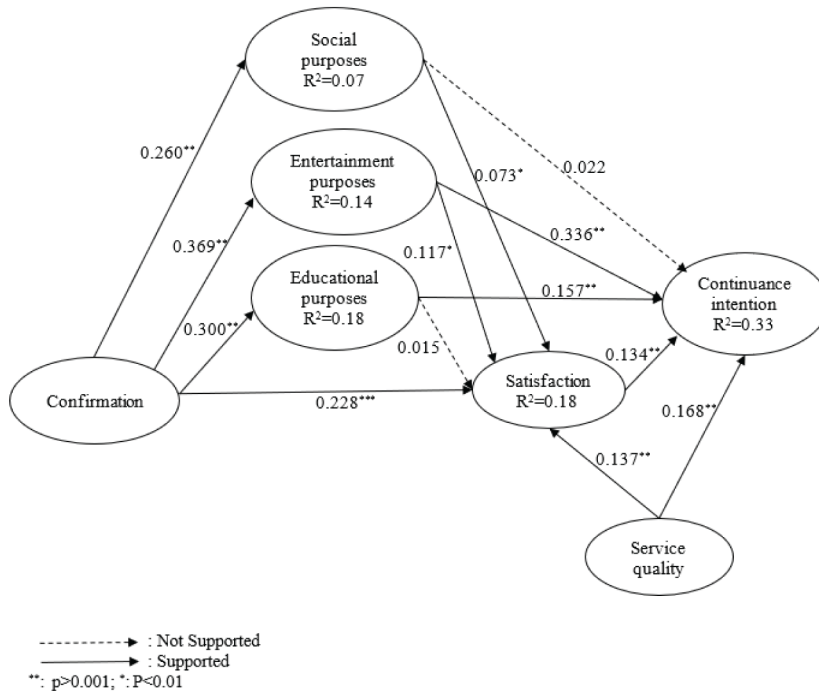 Social
purposes
R²=0.07
0.260**
Entertainment
purposes
R²=0.14
0.022
0.073*
0.369**
0.117*
0.336**
Educational
purposes
R²=0.18
0.157**
Continuance
intention
R²=0.33
0.300**
0.015
0.134**
Confirmation
0.228***
Satisfaction
R²=0.18
0.168**
0.137**
Service
quality
: Not Supported
: Supported
**: p>0.001; *: P<0.01